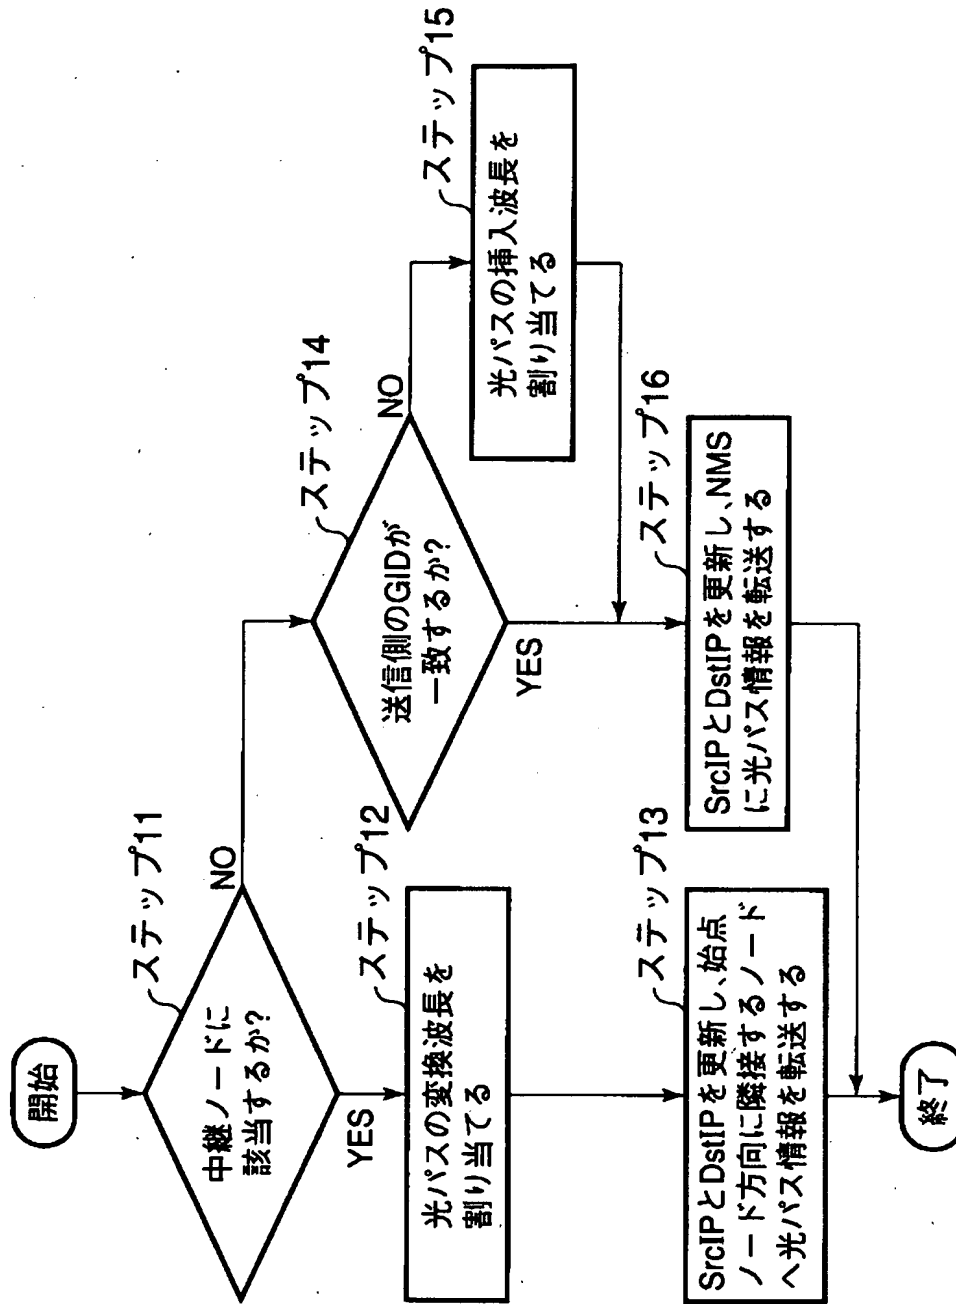 開始
ステップ11
中継ノードに
該当するか?
NO
YES
ステップ12
光パスの変換波長を
割り当てる
ステップ13
SrcIPとDstIPを更新し、始点
ノード方向に隣接するノード
へ光パス情報を転送する
ステップ14
送信側のGIDが
一致するか?
NO
YES
ステップ15
光パスの挿入波長を
割り当てる
ステップ16
SrcIPとDstIPを更新し、NMS
に光パス情報を転送する
終了